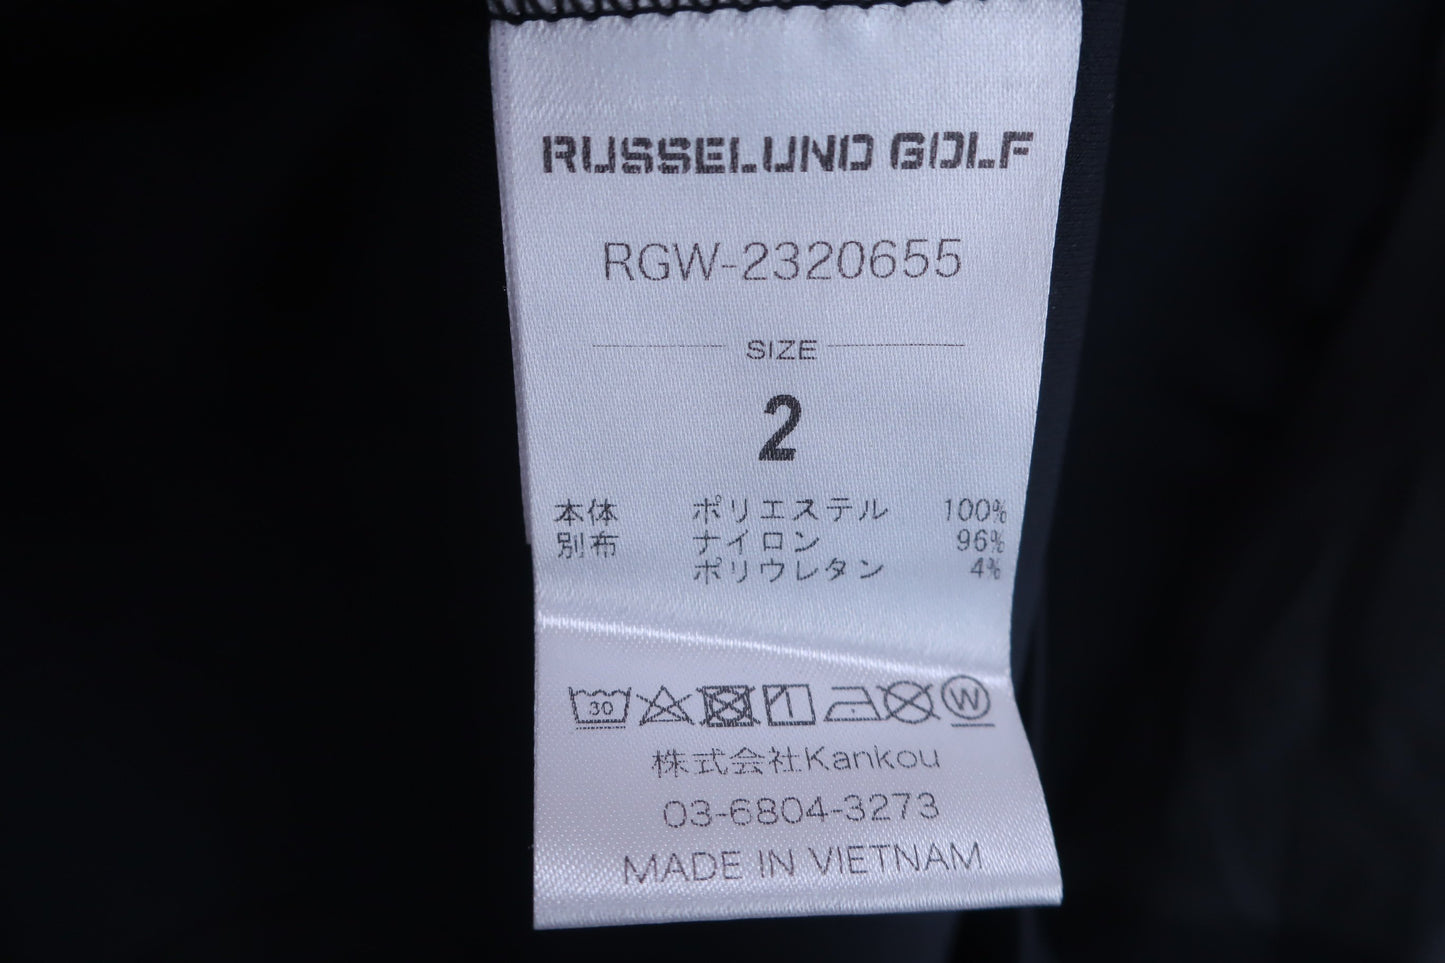 RUSSELUNO GOLF
RGW-2320655
SIZE
2
本体 ポリエステル 100%
別布 ナイロン 96%
ポリウレタン 4%
30 W
株式会社Kankou
03-6804-3273
MADE IN VIETNAM